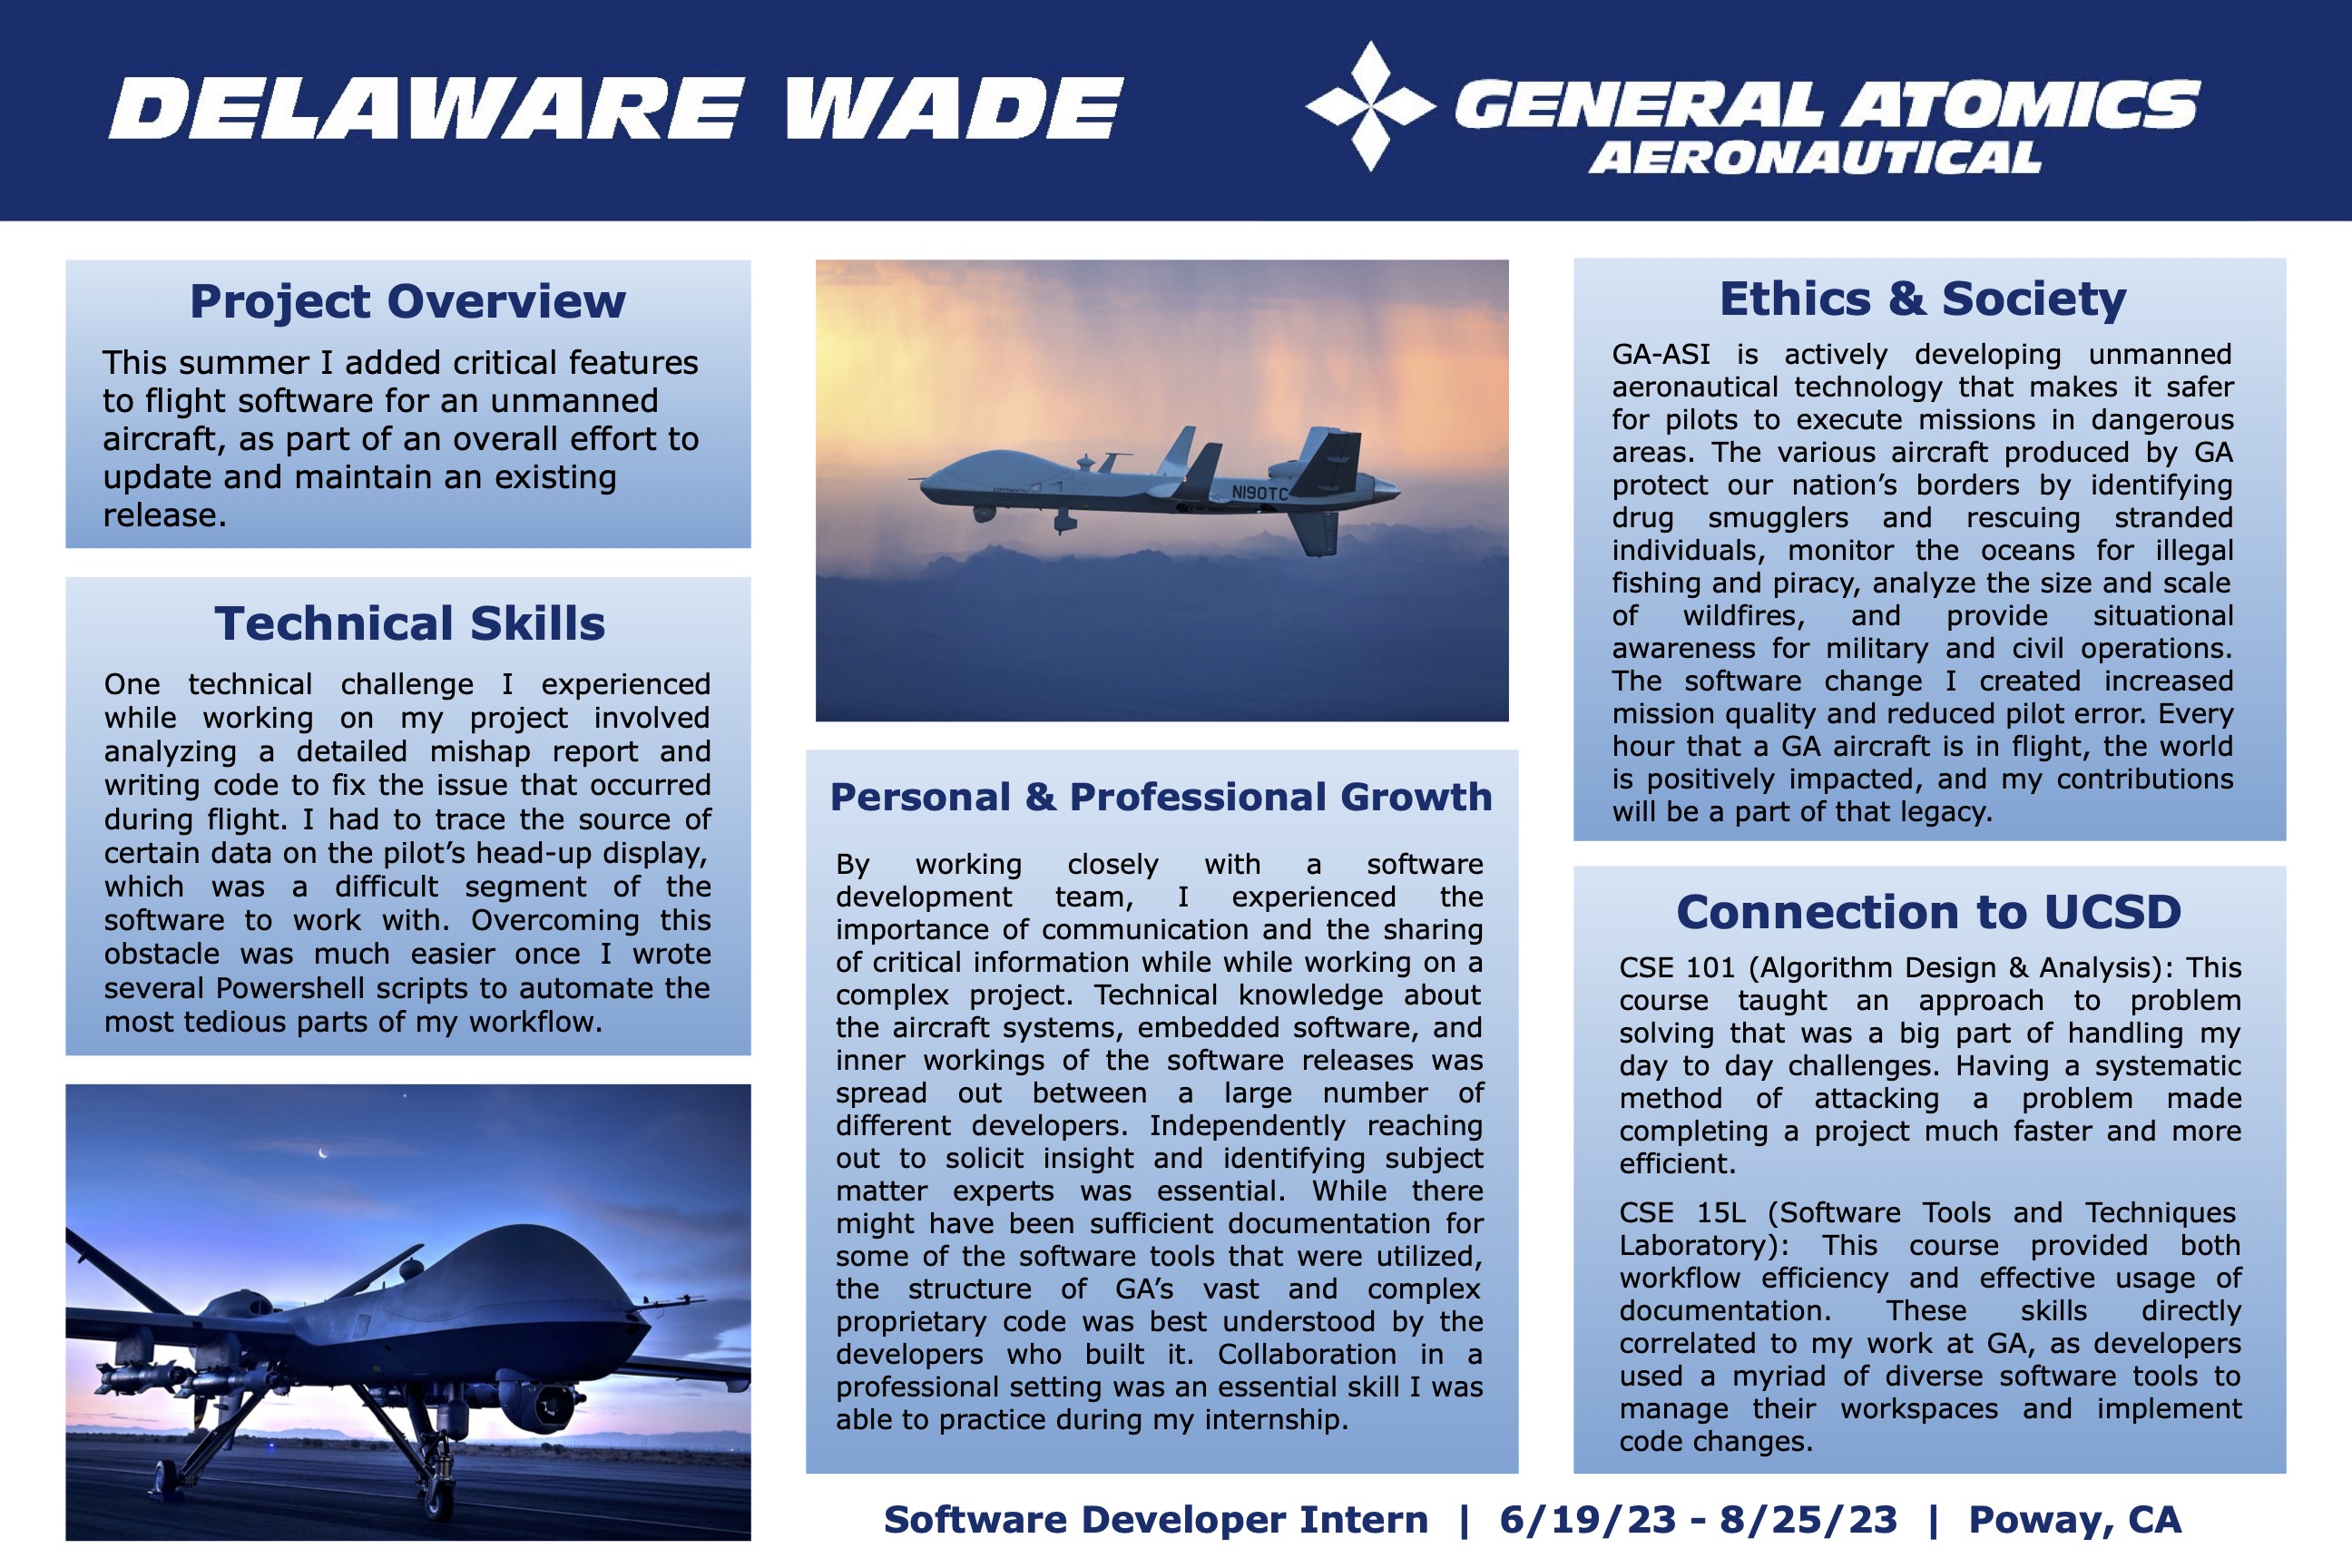 DELAWARE WADE
GENERAL ATOMICS
AERONAUTICAL
Project Overview
This summer I added critical features
to flight software for an unmanned
aircraft, as part of an overall effort to
update and maintain an existing
release.
Technical Skills
One technical challenge I experienced
while working on my project involved
analyzing a detailed mishap report and
writing code to fix the issue that occurred
during flight. I had to trace the source of
certain data on the pilot’s head-up display,
which was a difficult segment of the
software to work with. Overcoming this
obstacle was much easier once I wrote
several Powershell scripts to automate the
most tedious parts of my workflow.
EXPERIMENTAL
N190TC
Personal & Professional Growth
By working closely with a software
development team, I experienced the
importance of communication and the sharing
of critical information while while working on a
complex project. Technical knowledge about
the aircraft systems, embedded software, and
inner workings of the software releases was
spread out between a large number of
different developers. Independently reaching
out to solicit insight and identifying subject
matter experts was essential. While there
might have been sufficient documentation for
some of the software tools that were utilized,
the structure of GA’s vast and complex
proprietary code was best understood by the
developers who built it. Collaboration in a
professional setting was an essential skill I was
able to practice during my internship.
Ethics & Society
GA-ASI is actively developing unmanned
aeronautical technology that makes it safer
for pilots to execute missions in dangerous
areas. The various aircraft produced by GA
protect our nation’s borders by identifying
drug smugglers and rescuing stranded
individuals, monitor the oceans for illegal
fishing and piracy, analyze the size and scale
of wildfires, and provide situational
awareness for military and civil operations.
The software change I created increased
mission quality and reduced pilot error. Every
hour that a GA aircraft is in flight, the world
is positively impacted, and my contributions
will be a part of that legacy.
Connection to UCSD
CSE 101 (Algorithm Design & Analysis): This
course taught an approach to problem
solving that was a big part of handling my
day to day challenges. Having a systematic
method of attacking a problem made
completing a project much faster and more
efficient.
CSE 15L (Software Tools and Techniques
Laboratory): This course provided both
workflow efficiency and effective usage of
documentation. These skills directly
correlated to my work at GA, as developers
used a myriad of diverse software tools to
manage their workspaces and implement
code changes.
Software Developer Intern | 6/19/23 - 8/25/23 | Poway, CA